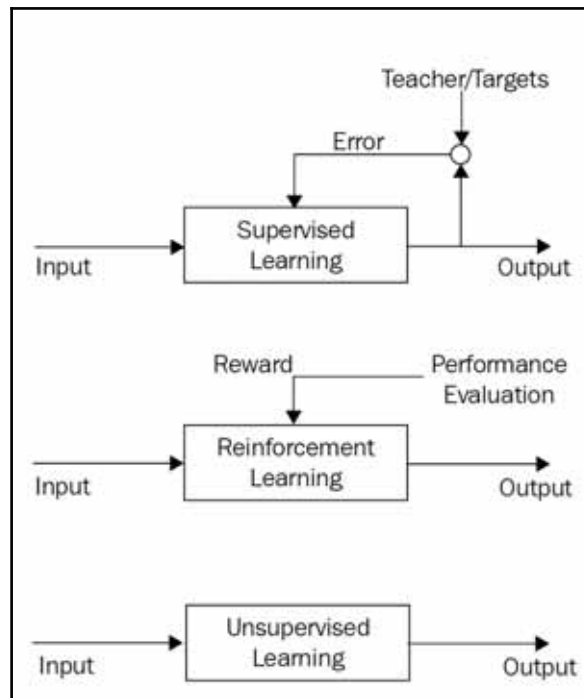 Teacher/Targets
Error
Supervised
Learning
Input
Output
Reward
Performance
Evaluation
Reinforcement
Learning
Input
Output
Unsupervised
Learning
Input
Output